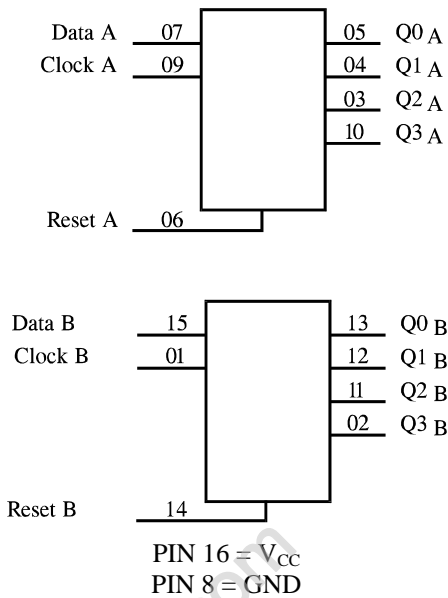 Data A 07 05 Q0 A
Clock A 09 04 Q1 A
03 Q2 A
10 Q3 A
Reset A 06
Data B 15 13 Q0 B
Clock B 01 12 Q1 B
11 Q2 B
02 Q3 B
Reset B 14
PIN 16 = VCC
PIN 8 = GND